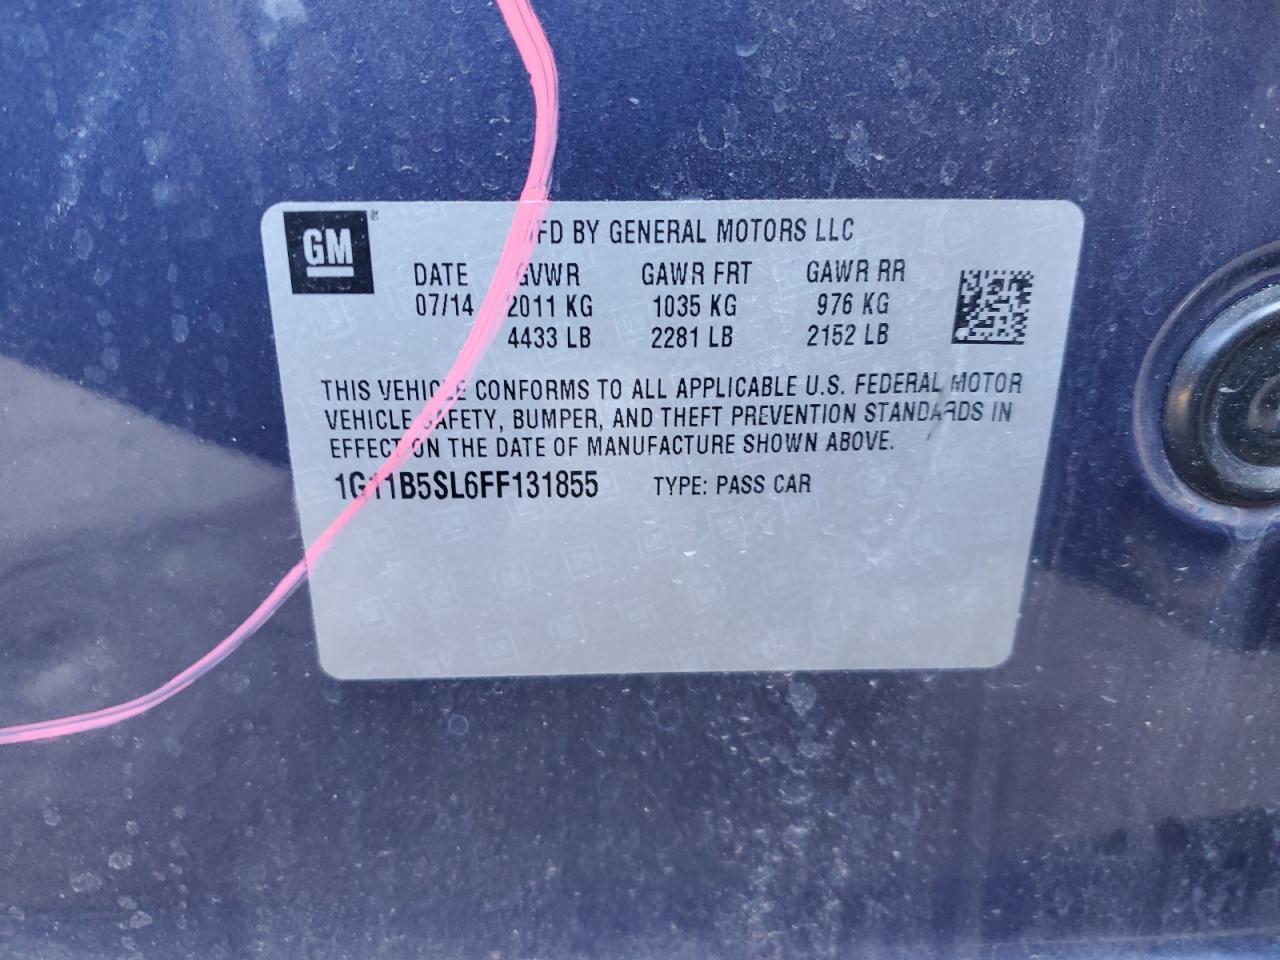 GM®
MFD BY GENERAL MOTORS LLC
DATE GVWR GAWR FRT GAWR RR
07/14 2011 KG 1035 KG 976 KG
4433 LB 2281 LB 2152 LB
THIS VEHICLE CONFORMS TO ALL APPLICABLE U.S. FEDERAL MOTOR
VEHICLE SAFETY, BUMPER, AND THEFT PREVENTION STANDARDS IN
EFFECT ON THE DATE OF MANUFACTURE SHOWN ABOVE.
1G11B5SL6FF131855 TYPE: PASS CAR